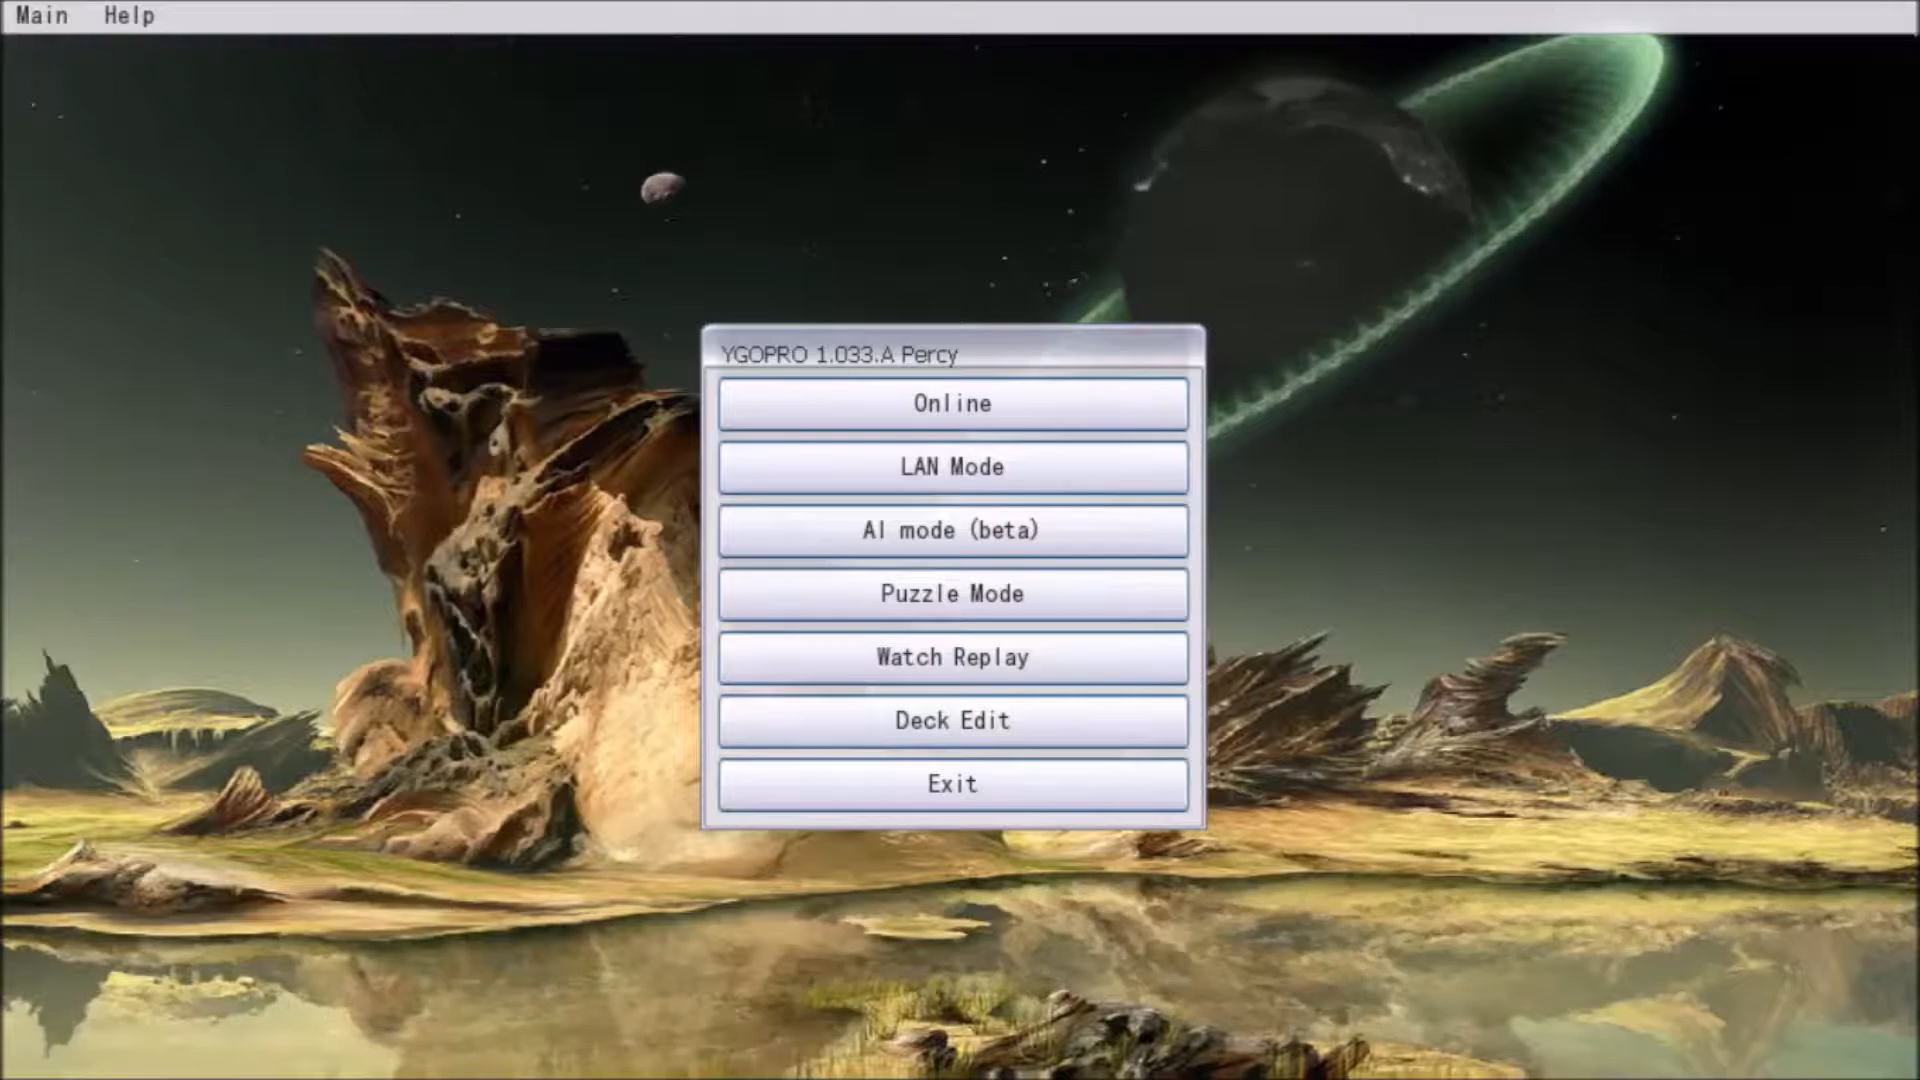 Main Help
YGOPRO 1.033.A Percy
Online
LAN Mode
AI mode (beta)
Puzzle Mode
Watch Replay
Deck Edit
Exit